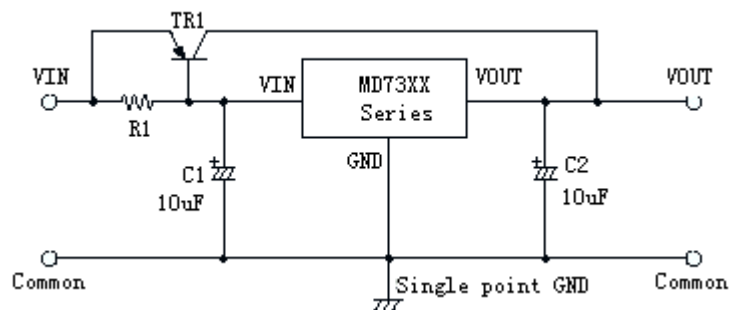 TR1
VIN
VIN
MD73XX
Series
VOUT
VOUT
R1
GND
C1
10uF
C2
10uF
Common
Single point GND
Common